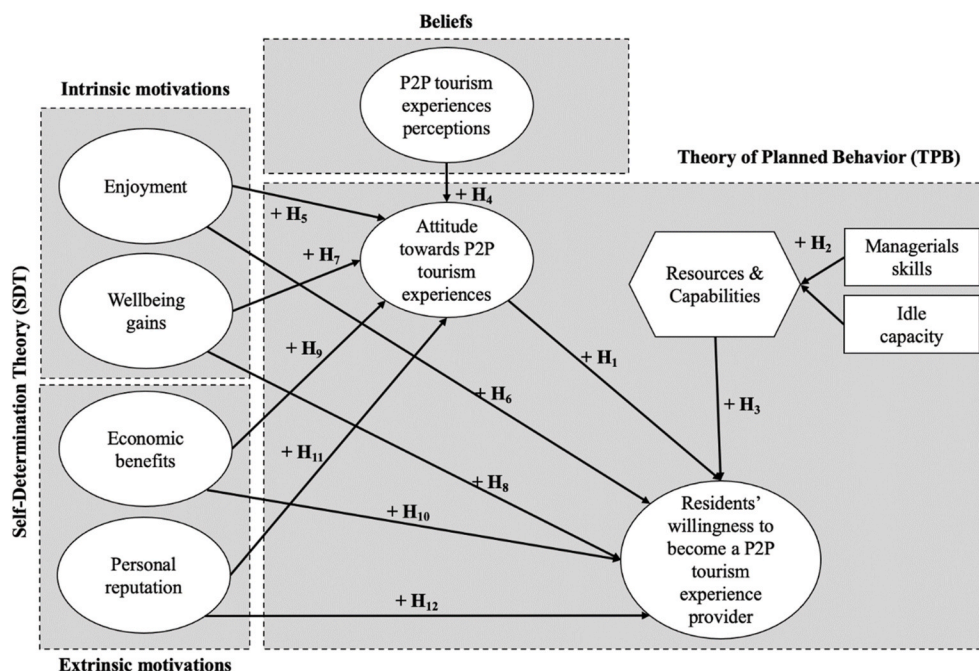 Beliefs
P2P tourism
experiences
perceptions
Intrinsic motivations
Theory of Planned Behavior (TPB)
Self-Determination Theory (SDT)
Enjoyment
+ H5
+ H4
Attitude
towards P2P
tourism
experiences
+ H7
Wellbeing
gains
Resources &
Capabilities
+ H2
Managerials
skills
Idle
capacity
+ H9
+ H1
+ H6
+ H3
Economic
benefits
+ H11
+ H8
+ H10
Residents’
willingness to
become a P2P
tourism
experience
provider
Personal
reputation
+ H12
Extrinsic motivations